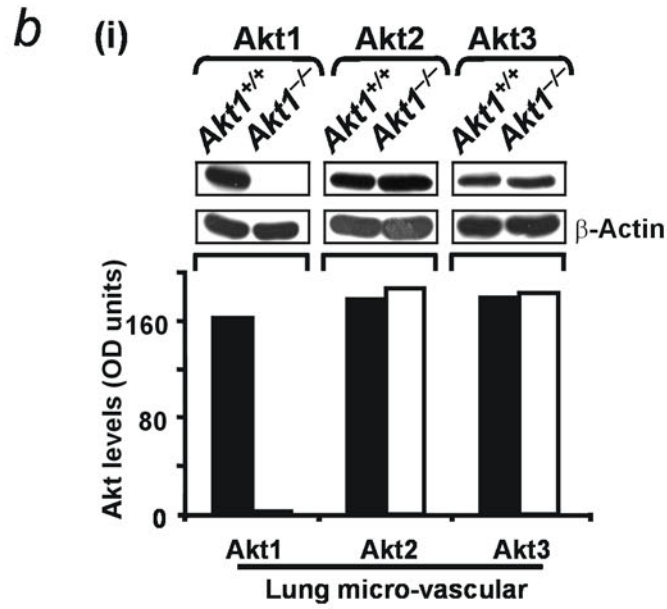 b (i) Akt1 Akt2 Akt3
Akt1+/+ Akt1–/– Akt1+/+ Akt1–/– Akt1+/+ Akt1–/–
β-Actin
Akt levels (OD units)
160
80
0
Akt1 Akt2 Akt3
Lung micro-vascular